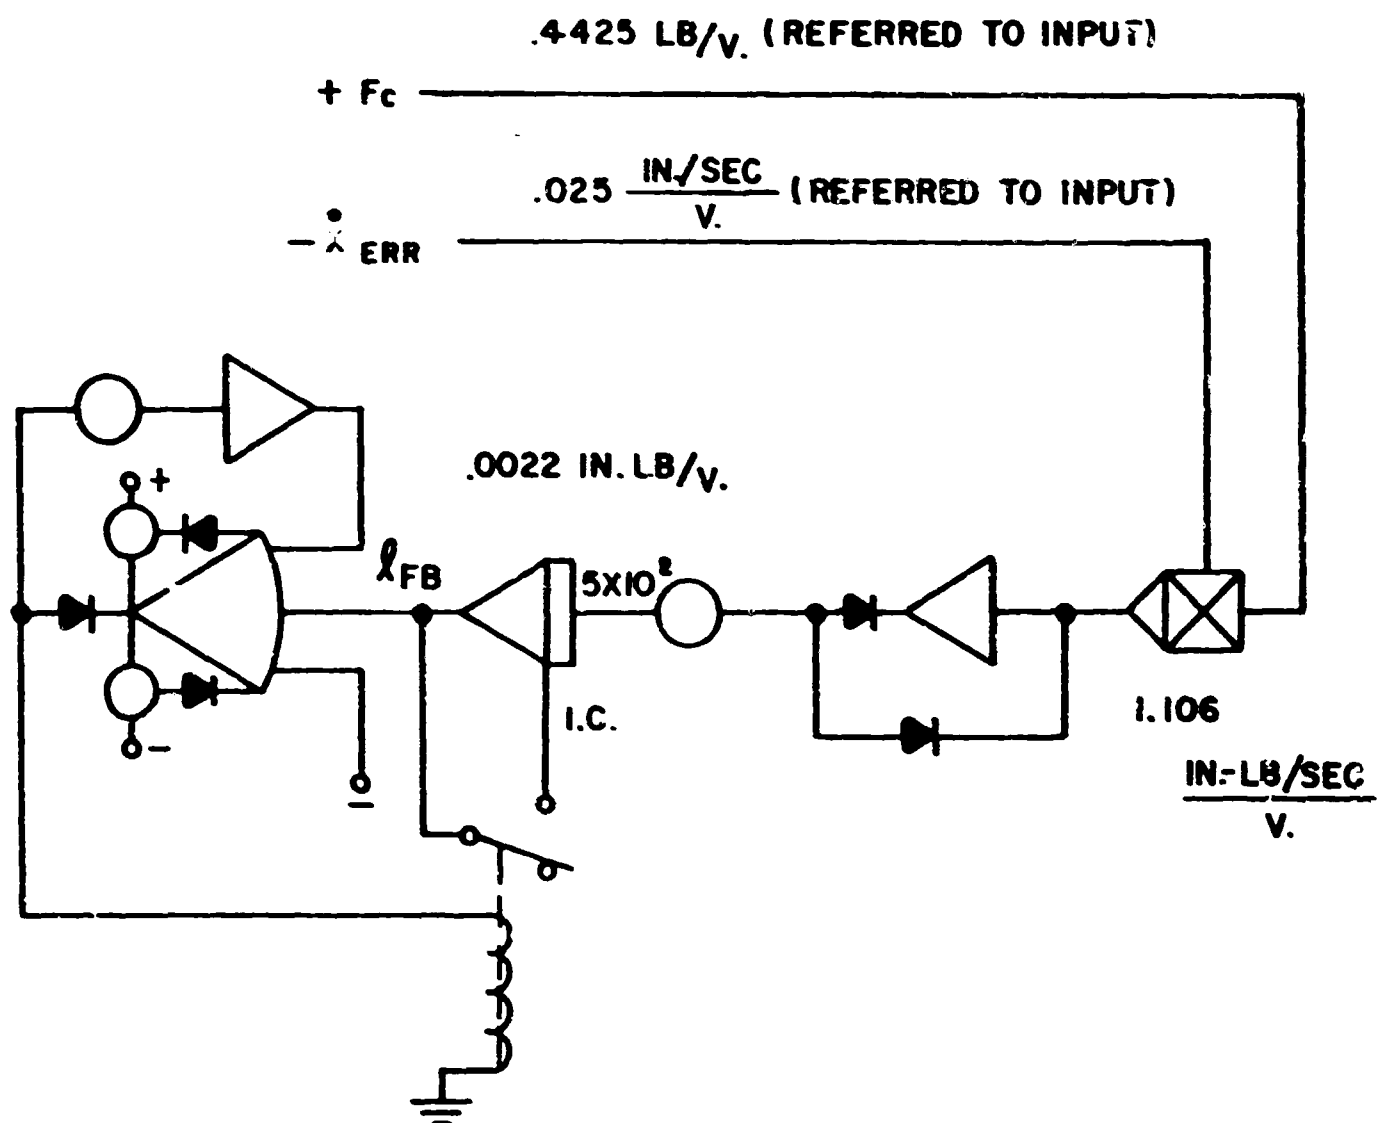 .4425 LB/V. (REFERRED TO INPUT)
+ Fc
.025 IN./SEC / V. (REFERRED TO INPUT)
- ẋ ERR
.0022 IN. LB/V.
+
ℓFB
5X10²
-
-
I.C.
1.106
IN.-LB/SEC
V.